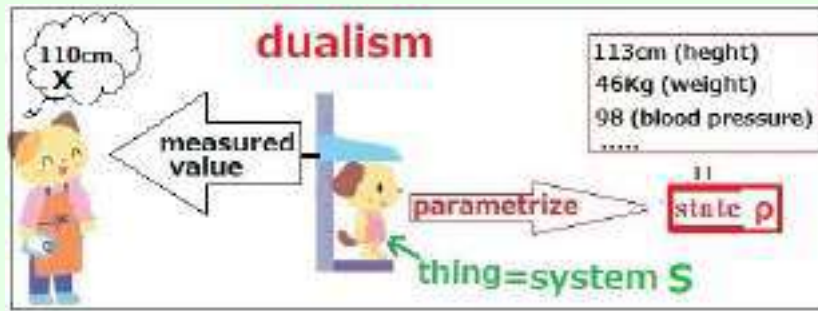 dualism
110cm
X
measured
value
113cm (heght)
46Kg (weight)
98 (blood pressure)
.....
parametrize
=
state ρ
thing=system S